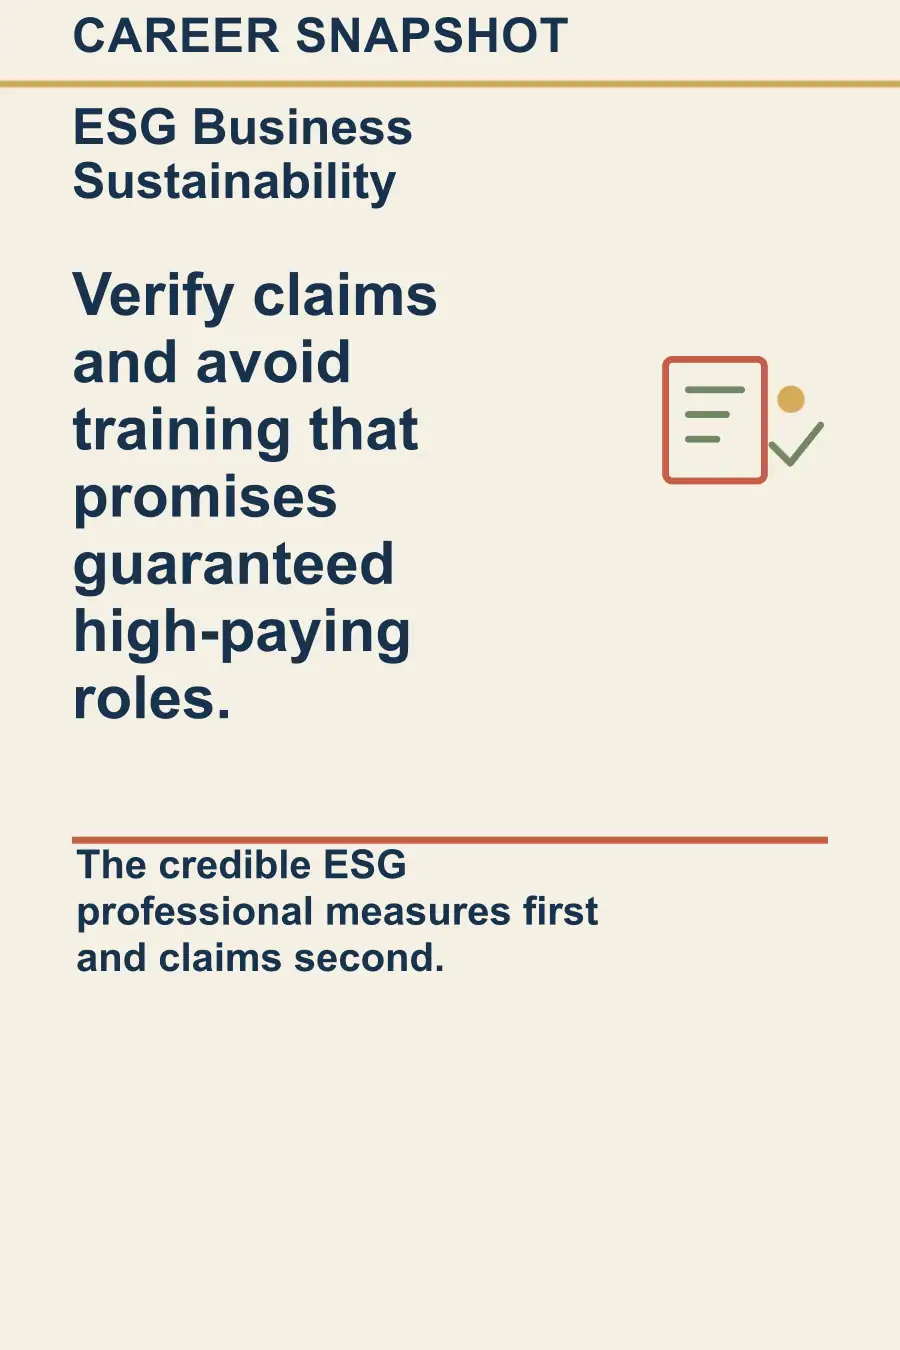 CAREER SNAPSHOT
ESG Business
Sustainability
Verify claims
and avoid
training that
promises
guaranteed
high-paying
roles.
The credible ESG
professional measures first
and claims second.